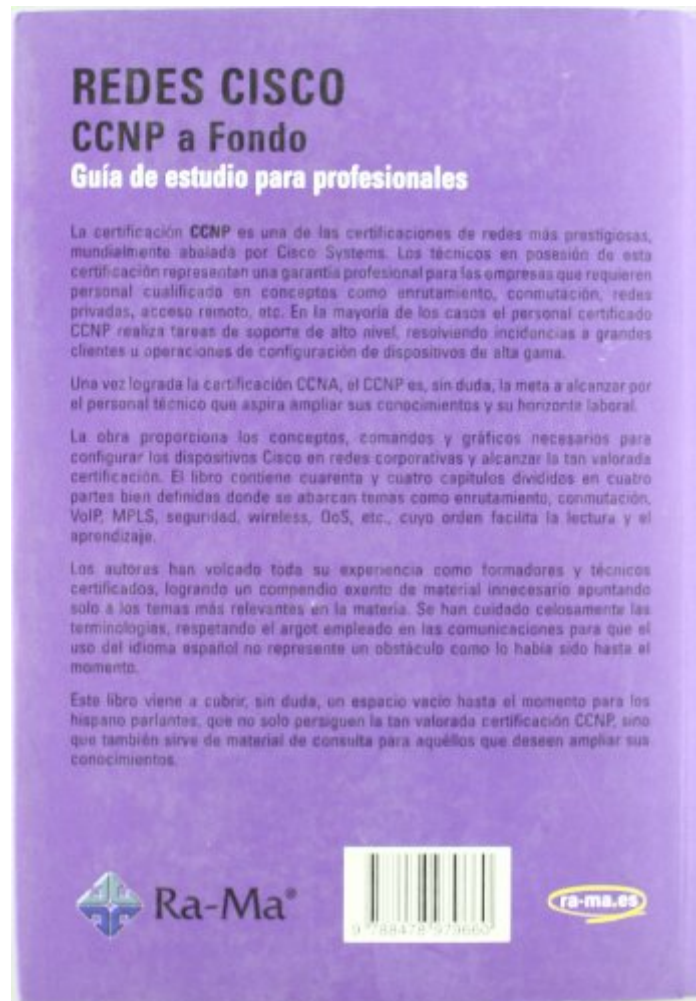 REDES CISCO
CCNP a Fondo
Guía de estudio para profesionales
La certificación CCNP es una de las certificaciones de redes más prestigiosas,
mundialmente abalada por Cisco Systems. Los técnicos en posesión de esta
certificación representan una garantía profesional para las empresas que requieren
personal cualificado en conceptos como enrutamiento, conmutación, redes
privadas, acceso remoto, etc. En la mayoría de los casos el personal certificado
CCNP realiza tareas de soporte de alto nivel, resolviendo incidencias a grandes
clientes u operaciones de configuración de dispositivos de alta gama.
Una vez lograda la certificación CCNA, el CCNP es, sin duda, la meta a alcanzar por
el personal técnico que aspira ampliar sus conocimientos y su horizonte laboral.
La obra proporciona los conceptos, comandos y gráficos necesarios para
configurar los dispositivos Cisco en redes corporativas y alcanzar la tan valorada
certificación. El libro contiene cuarenta y cuatro capítulos divididos en cuatro
partes bien definidas donde se abarcan temas como enrutamiento, conmutación,
VoIP, MPLS, seguridad, wireless, QoS, etc., cuyo orden facilita la lectura y el
aprendizaje.
Los autores han volcado toda su experiencia como formadores y técnicos
certificados, logrando un compendio exento de material innecesario apuntando
solo a los temas más relevantes en la materia. Se han cuidado celosamente las
terminologías, respetando el argot empleado en las comunicaciones para que el
uso del idioma español no represente un obstáculo como lo había sido hasta el
momento.
Este libro viene a cubrir, sin duda, un espacio vacío hasta el momento para los
hispano parlantes, que no solo persiguen la tan valorada certificación CCNP, sino
que también sirve de material de consulta para aquéllos que deseen ampliar sus
conocimientos.
Ra-Ma®
9 788478 979660
ra-ma.es